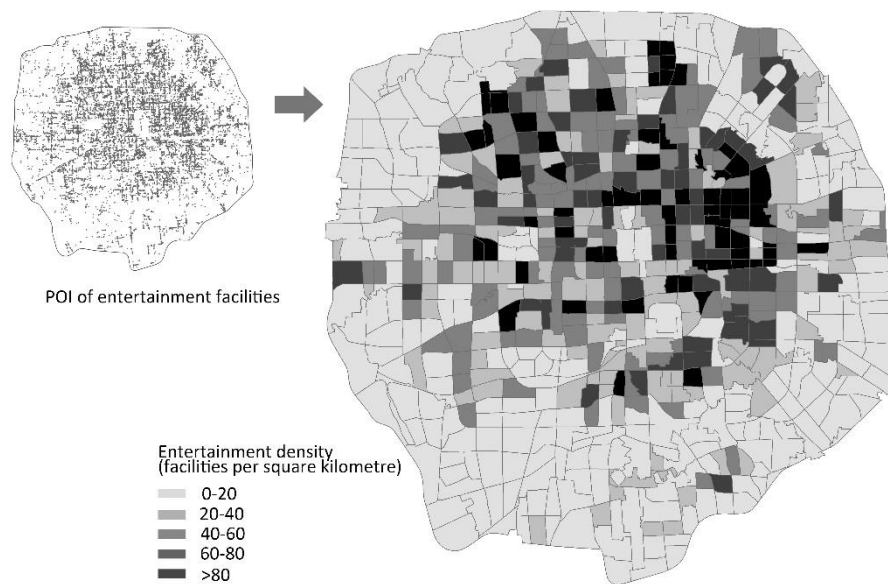 POI of entertainment facilities
Entertainment density
(facilities per square kilometre)
0-20
20-40
40-60
60-80
>80